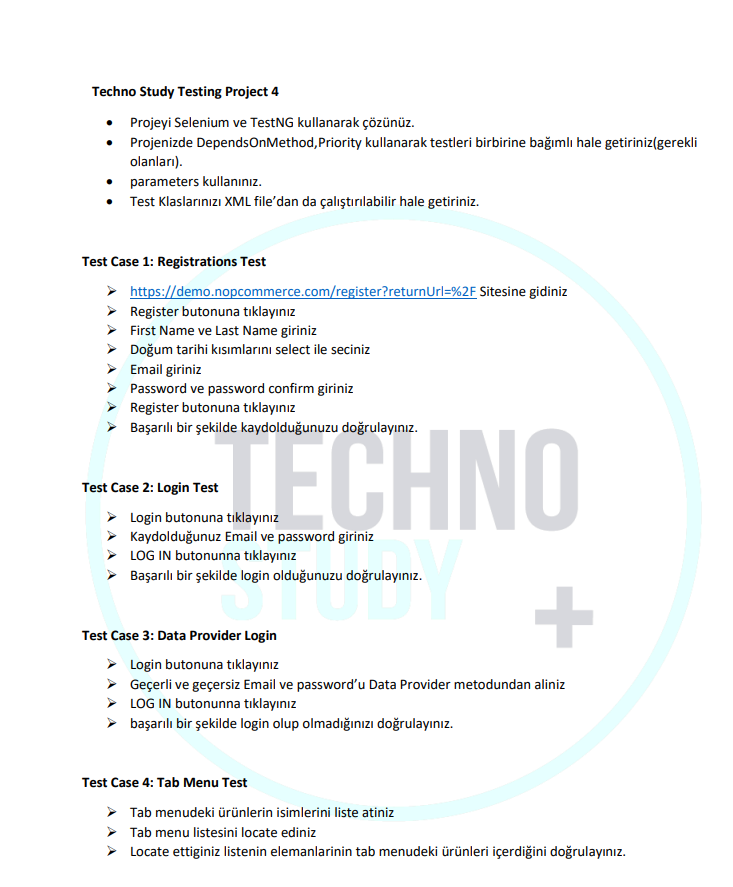 Techno Study Testing Project 4
• Projeyi Selenium ve TestNG kullanarak çözünüz.
• Projenizde DependsOnMethod,Priority kullanarak testleri birbirine bağımlı hale getiriniz(gerekli
olanları).
• parameters kullanınız.
• Test Klaslarınızı XML file’dan da çalıştırılabilir hale getiriniz.
Test Case 1: Registrations Test
➢ https://demo.nopcommerce.com/register?returnUrl=%2F Sitesine gidiniz
➢ Register butonuna tıklayınız
➢ First Name ve Last Name giriniz
➢ Doğum tarihi kısımlarını select ile seciniz
➢ Email giriniz
➢ Password ve password confirm giriniz
➢ Register butonuna tıklayınız
➢ Başarılı bir şekilde kaydolduğunuzu doğrulayınız.
TECHNO
STUDY
+
Test Case 2: Login Test
➢ Login butonuna tıklayınız
➢ Kaydolduğunuz Email ve password giriniz
➢ LOG IN butonunna tıklayınız
➢ Başarılı bir şekilde login olduğunuzu doğrulayınız.
Test Case 3: Data Provider Login
➢ Login butonuna tıklayınız
➢ Geçerli ve geçersiz Email ve password’u Data Provider metodundan aliniz
➢ LOG IN butonunna tıklayınız
➢ başarılı bir şekilde login olup olmadığınızı doğrulayınız.
Test Case 4: Tab Menu Test
➢ Tab menudeki ürünlerin isimlerini liste atiniz
➢ Tab menu listesini locate ediniz
➢ Locate ettiginiz listenin elemanlarinin tab menudeki ürünleri içerdiğini doğrulayınız.